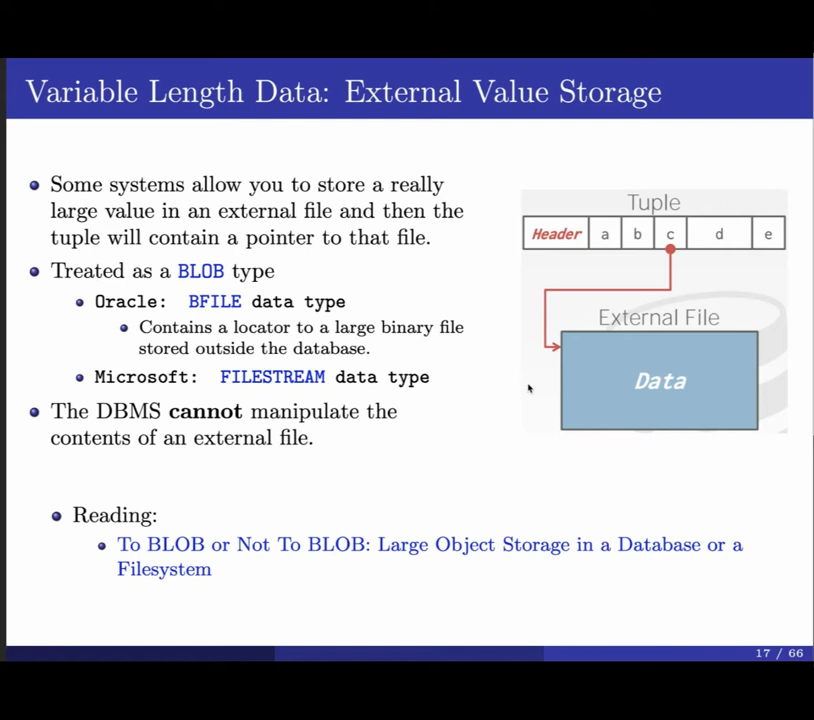 Variable Length Data: External Value Storage
Some systems allow you to store a really
large value in an external file and then the
tuple will contain a pointer to that file.
Treated as a BLOB type
Oracle: BFILE data type
Contains a locator to a large binary file
stored outside the database.
Microsoft: FILESTREAM data type
The DBMS cannot manipulate the
contents of an external file.
Tuple
Header a b c d e
External File
Data
Reading:
To BLOB or Not To BLOB: Large Object Storage in a Database or a
Filesystem
17 / 66